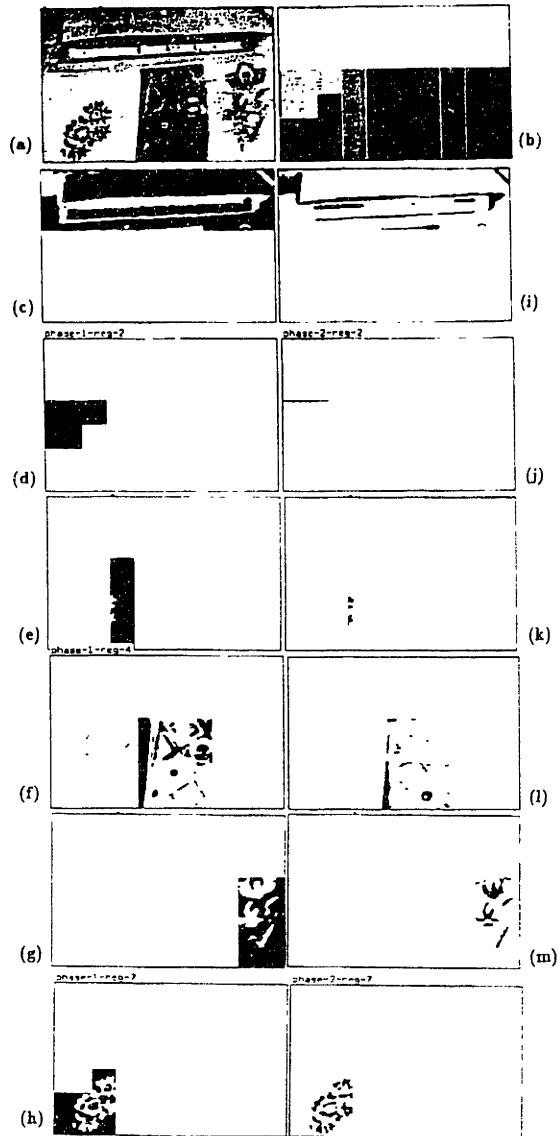 (a)
(b)
(c)
(i)
phase-1-reg-2
phase-2-reg-2
(d)
(j)
(e)
(k)
phase-1-reg-4
(f)
(l)
(g)
(m)
phase-1-reg-7
phase-2-reg-7
(h)